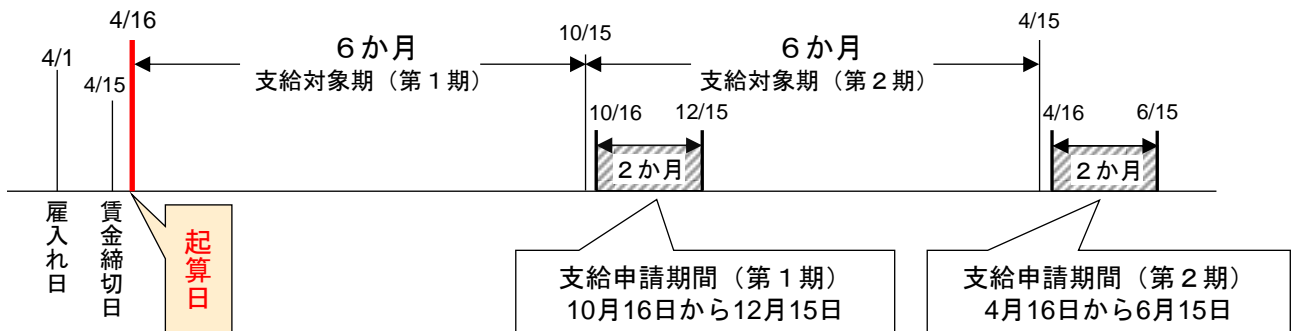 4/16
4/1
4/15
６か月
支給対象期（第１期）
10/15
６か月
支給対象期（第２期）
4/15
10/16
12/15
２か月
4/16
6/15
２か月
雇入れ日
賃金締切日
起算日
支給申請期間（第１期）
10月16日から12月15日
支給申請期間（第２期）
4月16日から6月15日